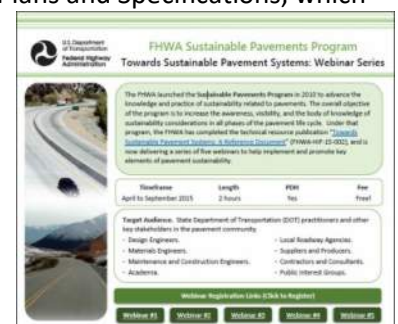 Plans and Specifications, which
U.S. Department
of Transportation
Federal Highway
Administration
FHWA Sustainable Pavements Program
Towards Sustainable Pavement Systems: Webinar Series
The FHWA launched the Sustainable Pavements Program in 2010 to advance the
knowledge and practice of sustainability related to pavements. The overall objective
of the program is to increase the awareness, visibility, and the body of knowledge of
sustainability considerations in all phases of the pavement life cycle. Under that
program, the FHWA has completed the technical resource publication "Towards
Sustainable Pavement Systems: A Reference Document" (FHWA-HIF-15-002), and is
now delivering a series of five webinars to help implement and promote key
elements of pavement sustainability.
Timeframe Length PDH Fee
April to September 2015 2 hours Yes Free!
Target Audience. State Department of Transportation (DOT) practitioners and other
key stakeholders in the pavement community.
- Design Engineers. - Local Roadway Agencies.
- Materials Engineers. - Suppliers and Producers.
- Maintenance and Construction Engineers. - Contractors and Consultants.
- Academia. - Public Interest Groups.
Webinar Registration Links (Click to Register)
Webinar #1 Webinar #2 Webinar #3 Webinar #4 Webinar #5